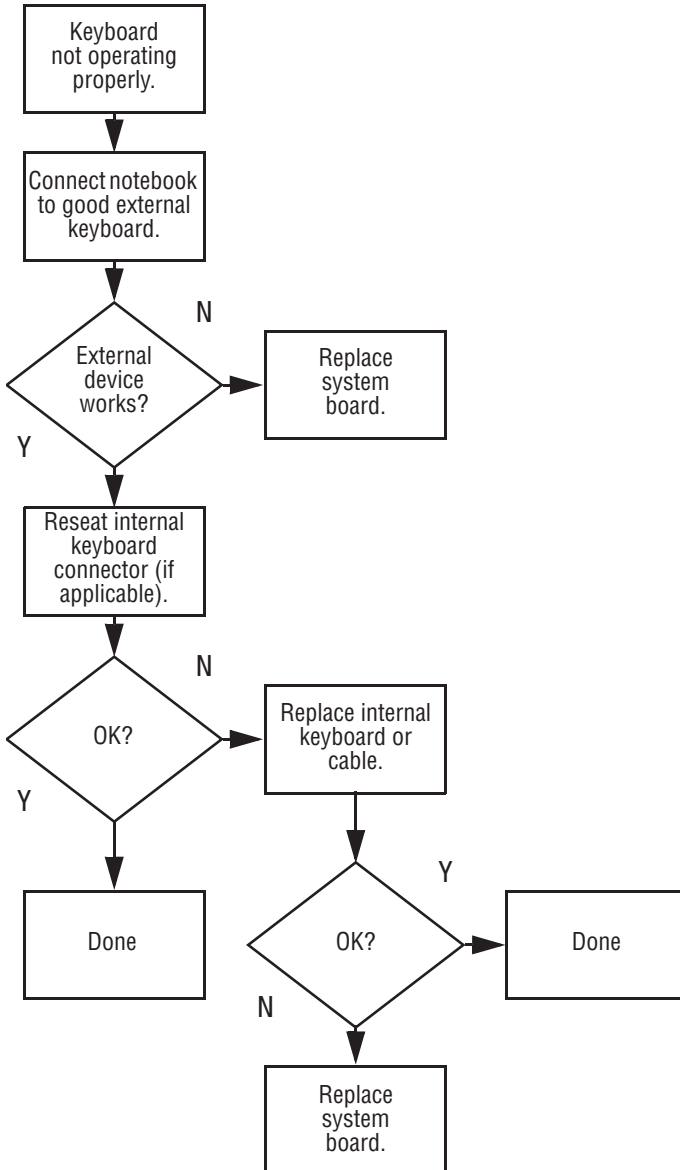 Keyboard
not operating
properly.
Connect notebook
to good external
keyboard.
N
External
device
works?
Replace
system
board.
Y
Reseat internal
keyboard
connector (if
applicable).
N
OK?
Replace internal
keyboard or
cable.
Y
Y
Done
OK?
Done
N
Replace
system
board.